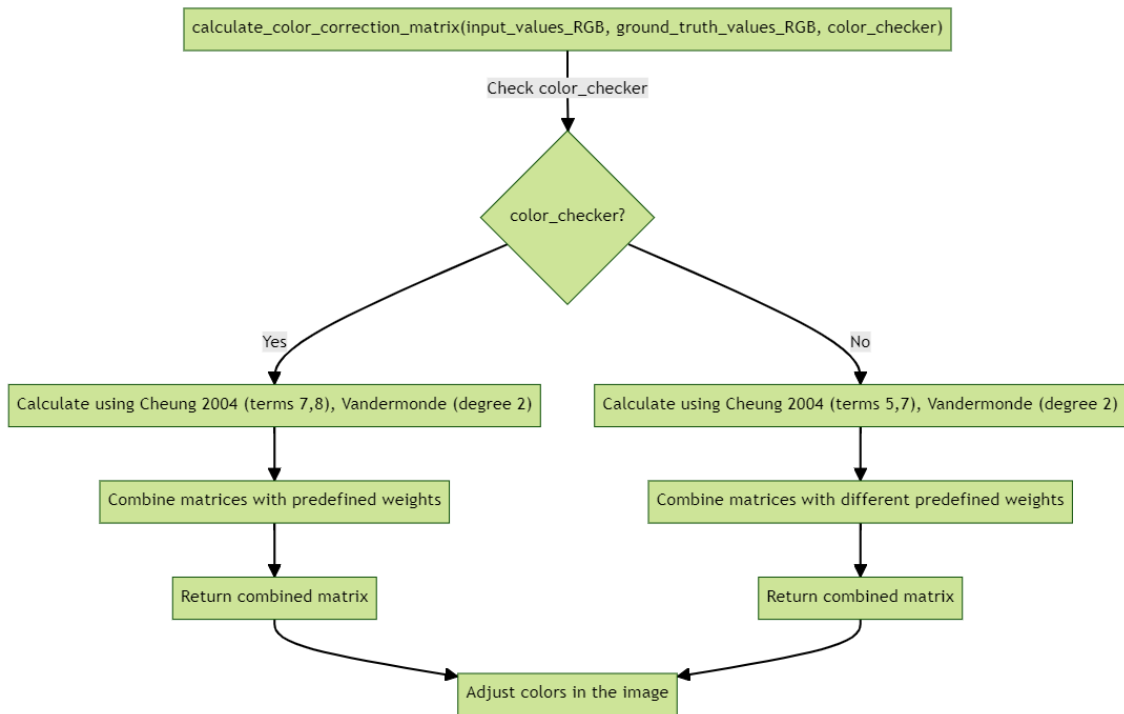 calculate_color_correction_matrix(input_values_RGB, ground_truth_values_RGB, color_checker)
Check color_checker
color_checker?
Yes
No
Calculate using Cheung 2004 (terms 7,8), Vandermonde (degree 2)
Calculate using Cheung 2004 (terms 5,7), Vandermonde (degree 2)
Combine matrices with predefined weights
Combine matrices with different predefined weights
Return combined matrix
Return combined matrix
Adjust colors in the image